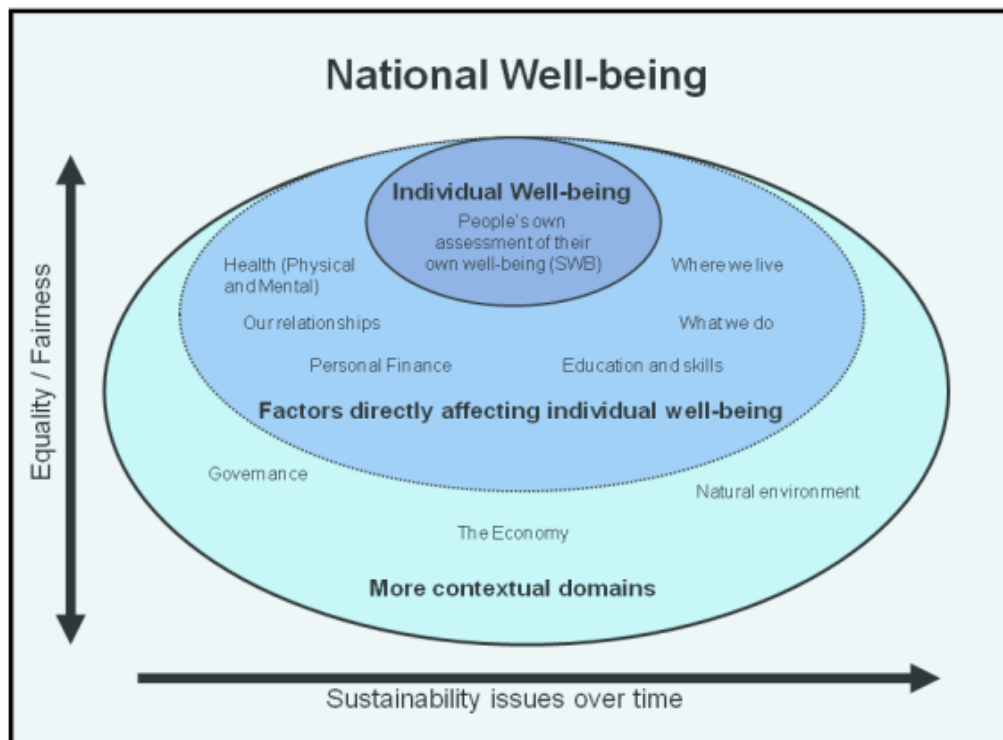 National Well-being
Individual Well-being
People's own
assessment of their
own well-being (SWB)
Health (Physical
and Mental)
Where we live
Our relationships
What we do
Personal Finance
Education and skills
Factors directly affecting individual well-being
Governance
Natural environment
The Economy
More contextual domains
Equality / Fairness
Sustainability issues over time